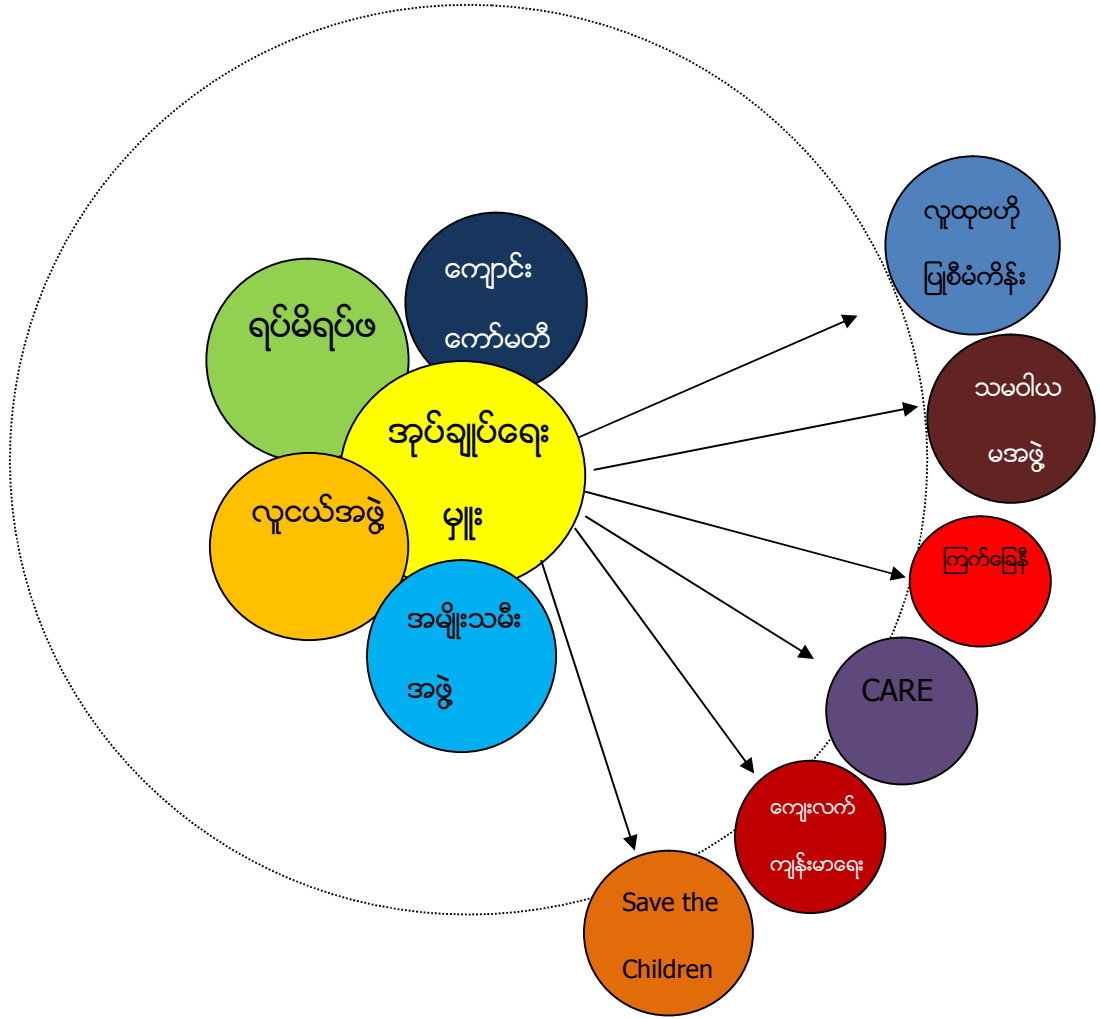 လူထုဗဟို
ပြုစီမံကိန်း
ကျောင်း
ကော်မတီ
ရပ်မိရပ်ဖ
သမဝါယ
မအဖွဲ့
အုပ်ချုပ်ရေး
မှူး
လူငယ်အဖွဲ့
ကြက်ခြေနီ
အမျိုးသမီး
အဖွဲ့
CARE
ကျေးလက်
ကျန်းမာရေး
Save the
Children